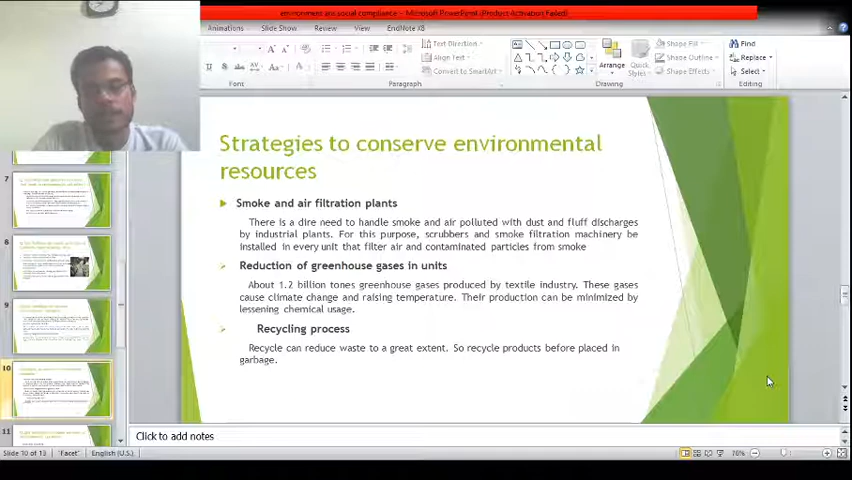 environment and social compliance - Microsoft PowerPoint (Product Activation Failed)
Animations Slide Show Review View EndNote X8
Text Direction
Align Text
Convert to SmartArt
Arrange Quick Styles
Shape Fill
Shape Outline
Shape Effects
Find
Replace
Select
Font Paragraph Drawing Editing
7
8
9
10
11
Strategies to conserve environmental
resources
Smoke and air filtration plants
There is a dire need to handle smoke and air polluted with dust and fluff discharges
by industrial plants. For this purpose, scrubbers and smoke filtration machinery be
installed in every unit that filter air and contaminated particles from smoke
Reduction of greenhouse gases in units
About 1.2 billion tones greenhouse gases produced by textile industry. These gases
cause climate change and raising temperature. Their production can be minimized by
lessening chemical usage.
Recycling process
Recycle can reduce waste to a great extent. So recycle products before placed in
garbage.
Click to add notes
Slide 10 of 13 "Facet" English (U.S.) 76%